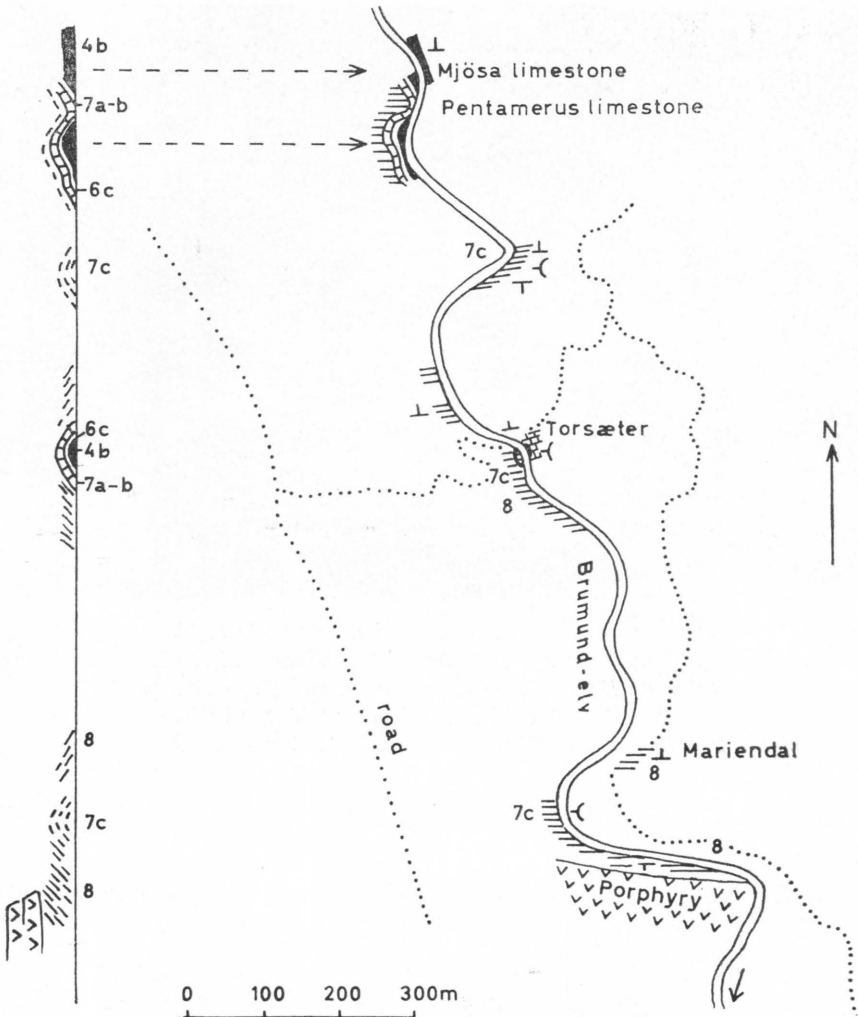 4b
Mjösa limestone
7a-b
Pentamerus limestone
6c
7c
7c
6c
4b
Torsæter
N
7a-b
7c
8
Brumund-elv
road
8
Mariendal
8
7c
7c
8
8
Porphyry
0 100 200 300m